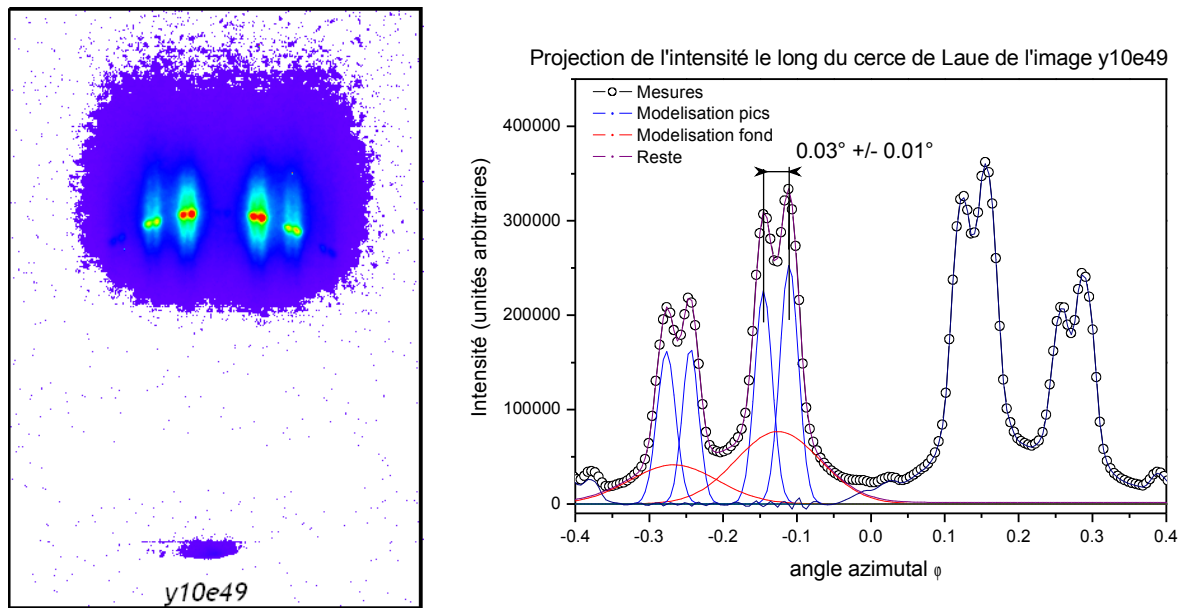 y10e49
Projection de l'intensité le long du cerce de Laue de l'image y10e49
Mesures
Modelisation pics
Modelisation fond
Reste
0.03° +/- 0.01°
Intensité (unités arbitraires)
400000
300000
200000
100000
0
-0.4 -0.3 -0.2 -0.1 0.0 0.1 0.2 0.3 0.4
angle azimutal φ